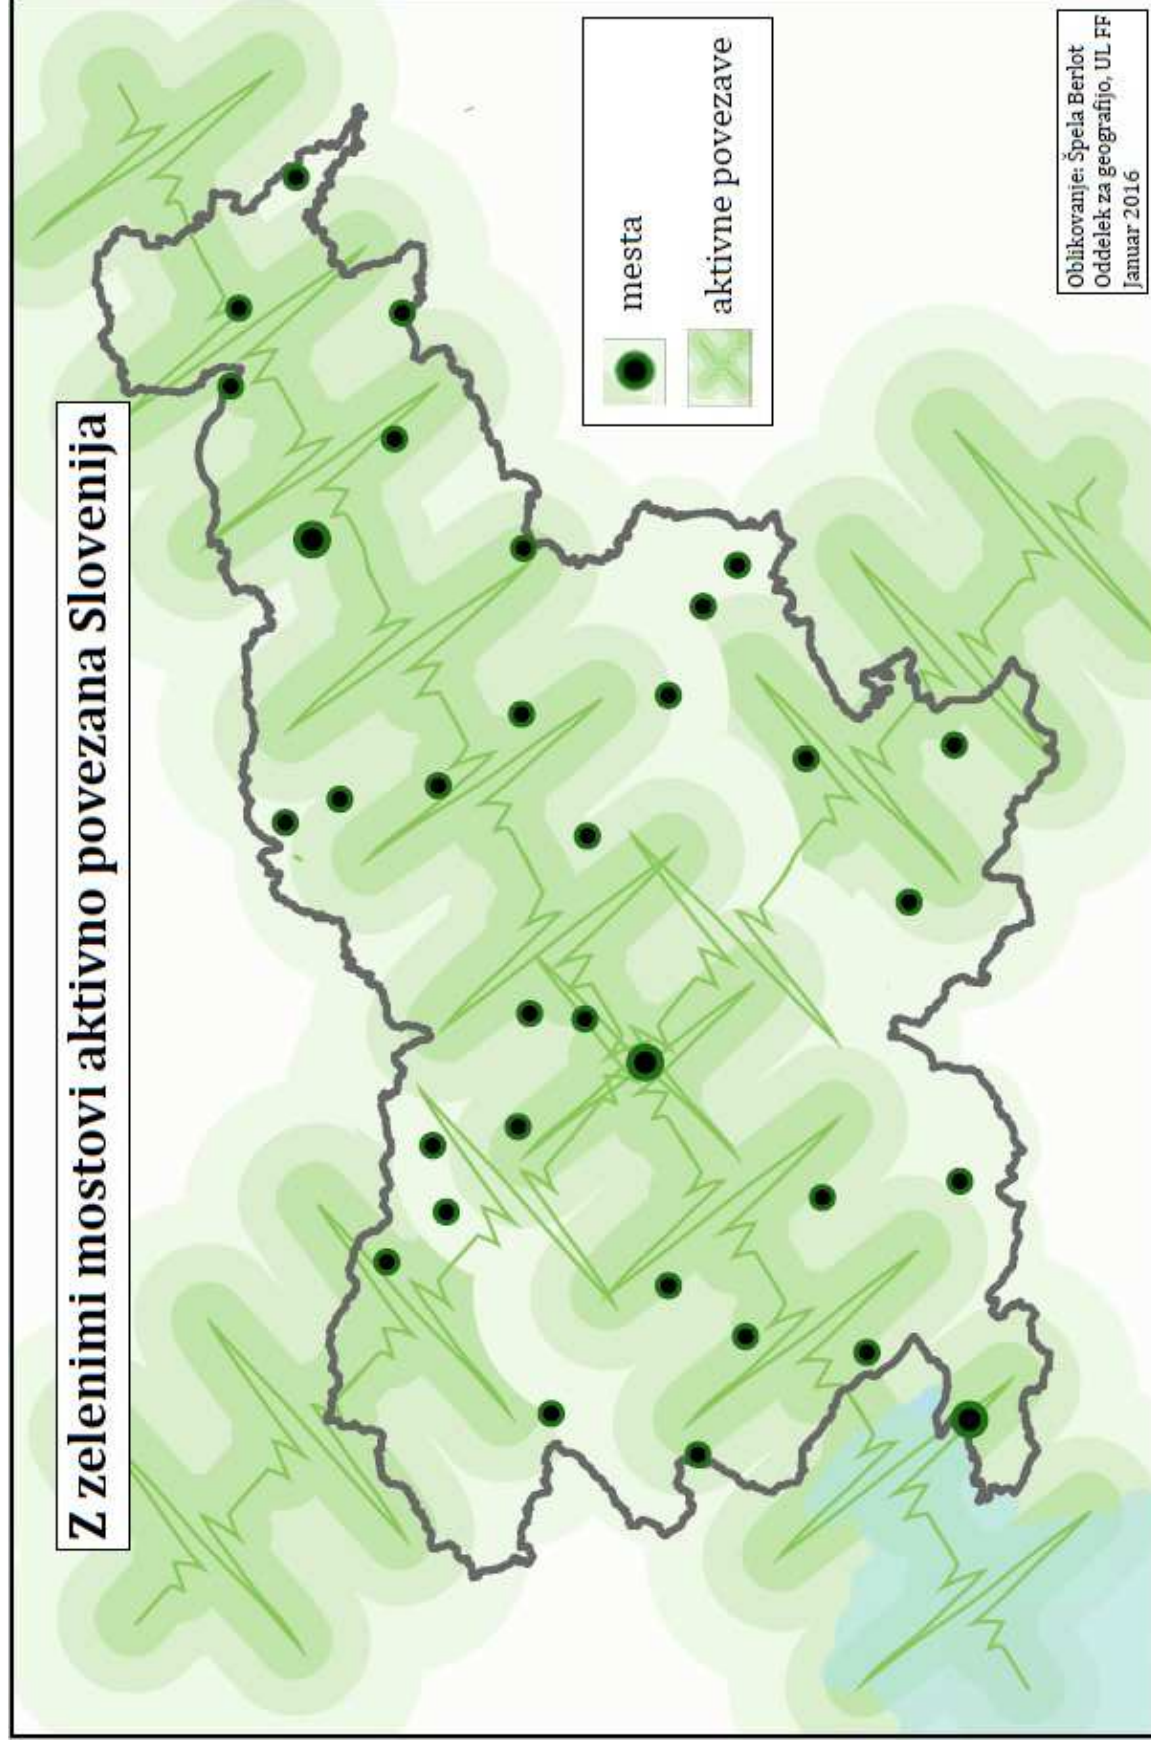 Z zelenimi mostovi aktivno povezana Slovenija
mesta
aktivne povezave
Oblikovanje: Špela Berlot
Oddelek za geografijo, UL FF
Januar 2016